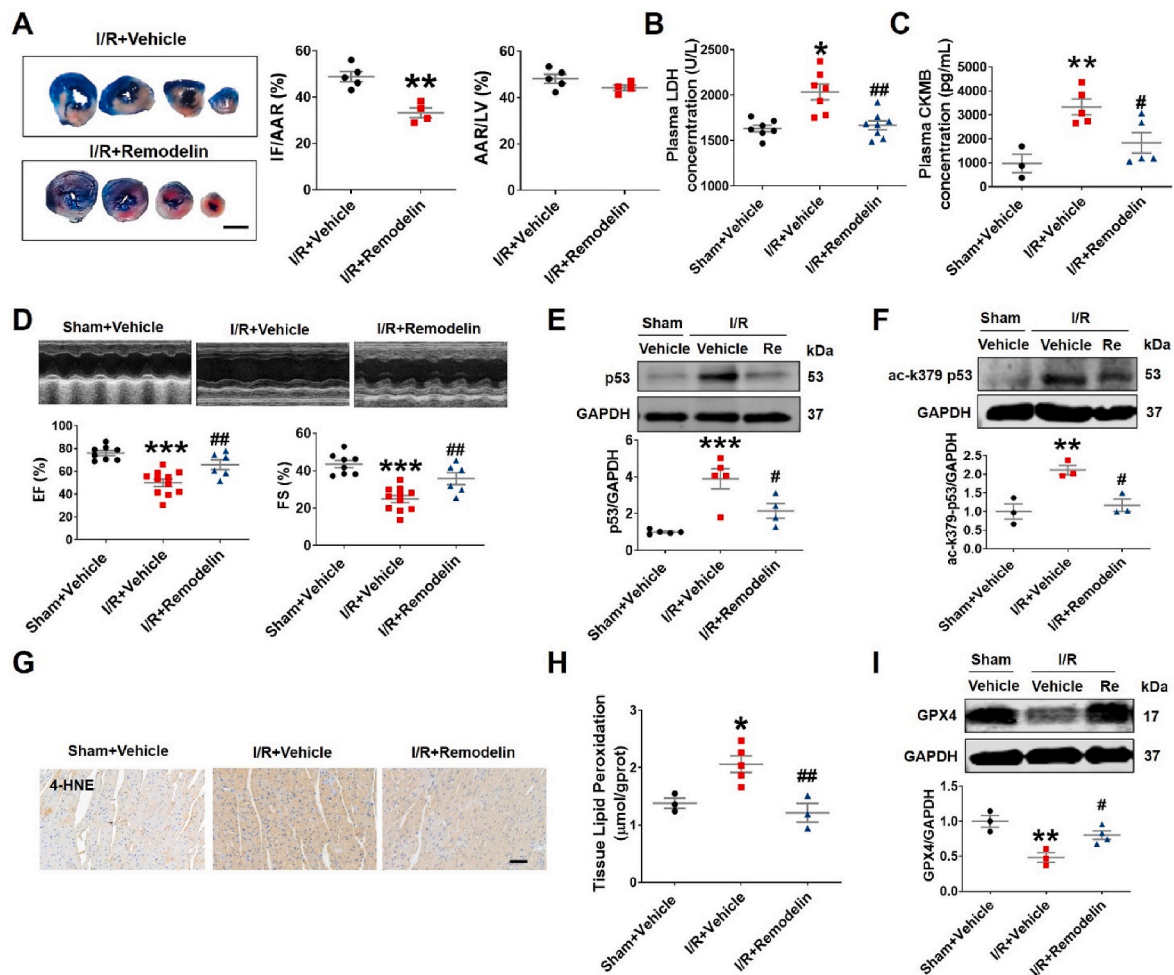 A
I/R+Vehicle
I/R+Remodelin
IF/AAR (%)
80
60
40
20
0
**
I/R+Vehicle
I/R+Remodelin
AAR/LV (%)
60
40
20
0
I/R+Vehicle
I/R+Remodelin
B
Plasma LDH
concentration (U/L)
2500
2000
1500
1000
*
##
Sham+Vehicle
I/R+Vehicle
I/R+Remodelin
C
Plasma CKMB
concentration (pg/mL)
6000
5000
4000
3000
2000
1000
0
**
#
Sham+Vehicle
I/R+Vehicle
I/R+Remodelin
D
Sham+Vehicle
I/R+Vehicle
I/R+Remodelin
EF (%)
100
80
60
40
20
0
***
##
Sham+Vehicle
I/R+Vehicle
I/R+Remodelin
FS (%)
60
40
20
0
***
##
Sham+Vehicle
I/R+Vehicle
I/R+Remodelin
E
Sham I/R
Vehicle Vehicle Re kDa
p53 53
GAPDH 37
p53/GAPDH
6
4
2
0
***
#
Sham+Vehicle
I/R+Vehicle
I/R+Remodelin
F
Sham I/R
Vehicle Vehicle Re kDa
ac-k379 p53 53
GAPDH 37
ac-k379-p53/GAPDH
2.5
2.0
1.5
1.0
0.5
0.0
**
#
Sham+Vehicle
I/R+Vehicle
I/R+Remodelin
G
Sham+Vehicle
I/R+Vehicle
I/R+Remodelin
4-HNE
H
Tissue Lipid Peroxidation
(μmol/gprot)
3
2
1
0
*
##
Sham+Vehicle
I/R+Vehicle
I/R+Remodelin
I
Sham I/R
Vehicle Vehicle Re kDa
GPX4 17
GAPDH 37
GPX4/GAPDH
1.5
1.0
0.5
0.0
**
#
Sham+Vehicle
I/R+Vehicle
I/R+Remodelin